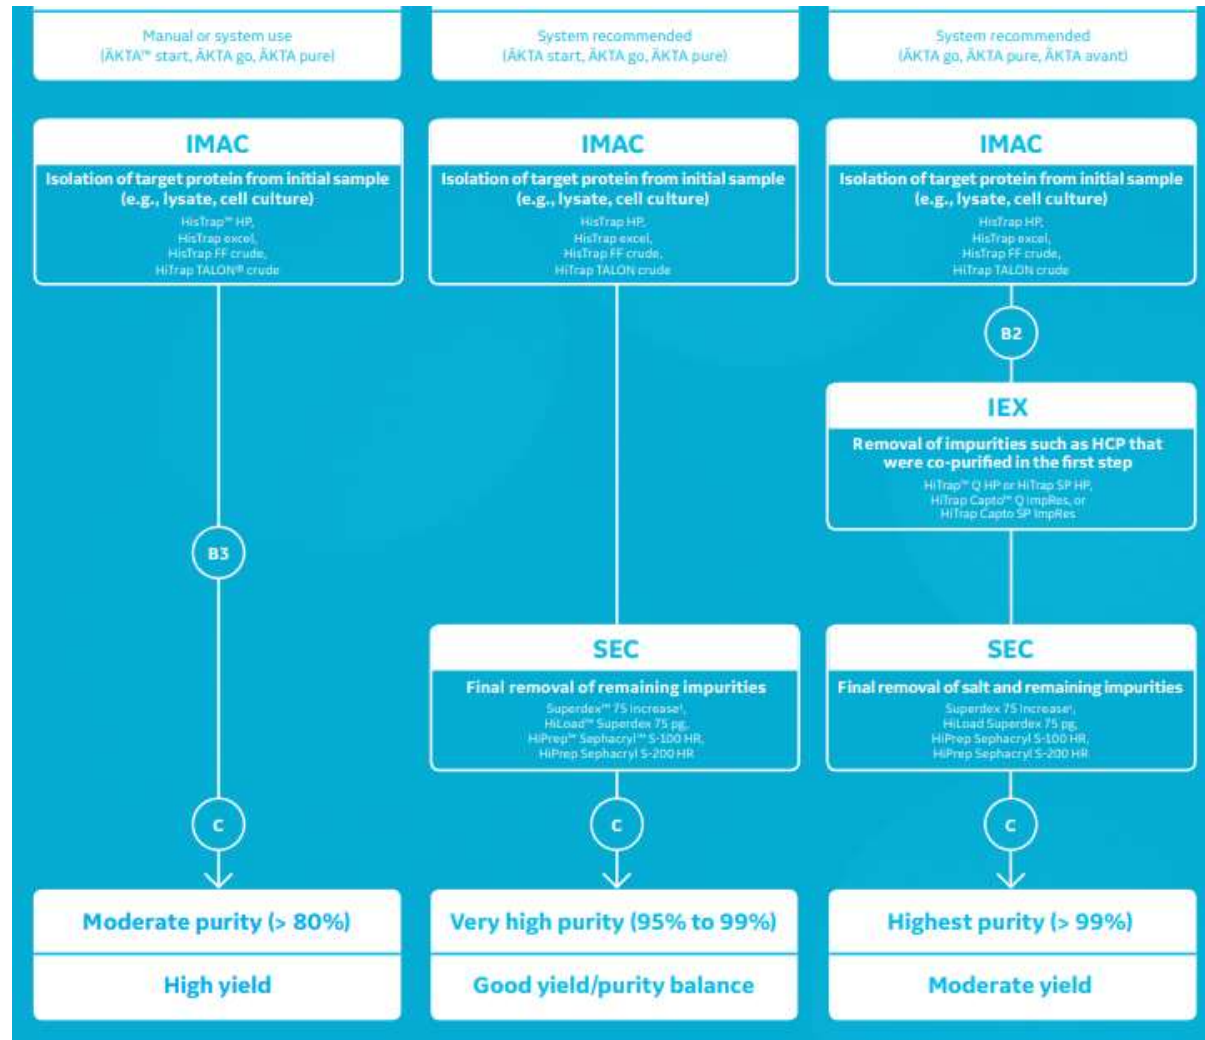 Manual or system use
(ÄKTA™ start, ÄKTA go, ÄKTA pure)
System recommended
(ÄKTA start, ÄKTA go, ÄKTA pure)
System recommended
(ÄKTA go, ÄKTA pure, ÄKTA avant)
IMAC
Isolation of target protein from initial sample
(e.g., lysate, cell culture)
HisTrap™ HP,
HisTrap excel,
HisTrap FF crude,
HiTrap TALON® crude
IMAC
Isolation of target protein from initial sample
(e.g., lysate, cell culture)
HisTrap HP,
HisTrap excel,
HisTrap FF crude,
HiTrap TALON crude
IMAC
Isolation of target protein from initial sample
(e.g., lysate, cell culture)
HisTrap HP,
HisTrap excel,
HisTrap FF crude,
HiTrap TALON crude
B2
IEX
Removal of impurities such as HCP that
were co-purified in the first step
HiTrap™ Q HP or HiTrap SP HP,
HiTrap Capto™ Q ImpRes, or
HiTrap Capto SP ImpRes
B3
SEC
Final removal of remaining impurities
Superdex™ 75 Increase¹,
HiLoad™ Superdex 75 pg,
HiPrep™ Sephacryl™ S-100 HR,
HiPrep Sephacryl S-200 HR
SEC
Final removal of salt and remaining impurities
Superdex 75 Increase¹,
HiLoad Superdex 75 pg,
HiPrep Sephacryl S-100 HR,
HiPrep Sephacryl S-200 HR
C
C
C
Moderate purity (> 80%)
High yield
Very high purity (95% to 99%)
Good yield/purity balance
Highest purity (> 99%)
Moderate yield